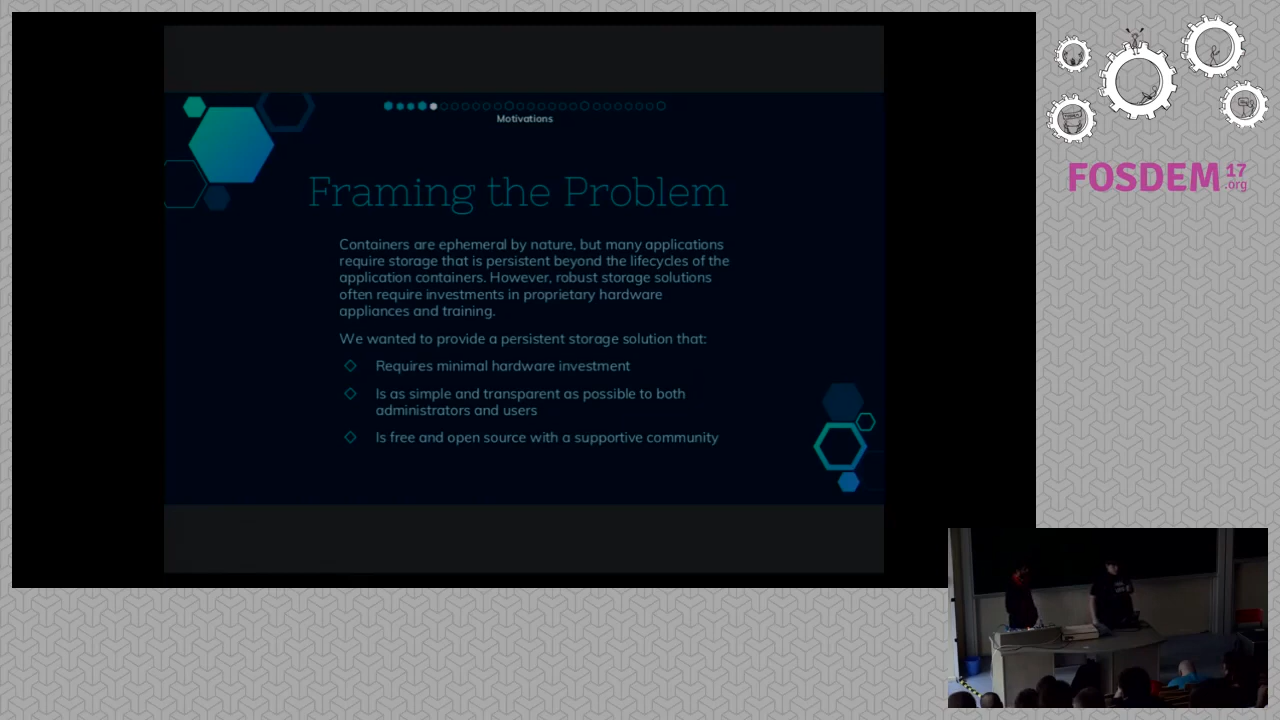 Motivations
Framing the Problem
Containers are ephemeral by nature, but many applications
require storage that is persistent beyond the lifecycles of the
application containers. However, robust storage solutions
often require investments in proprietary hardware
appliances and training.
We wanted to provide a persistent storage solution that:
Requires minimal hardware investment
Is as simple and transparent as possible to both
administrators and users
Is free and open source with a supportive community
FOSDEM 17
.org